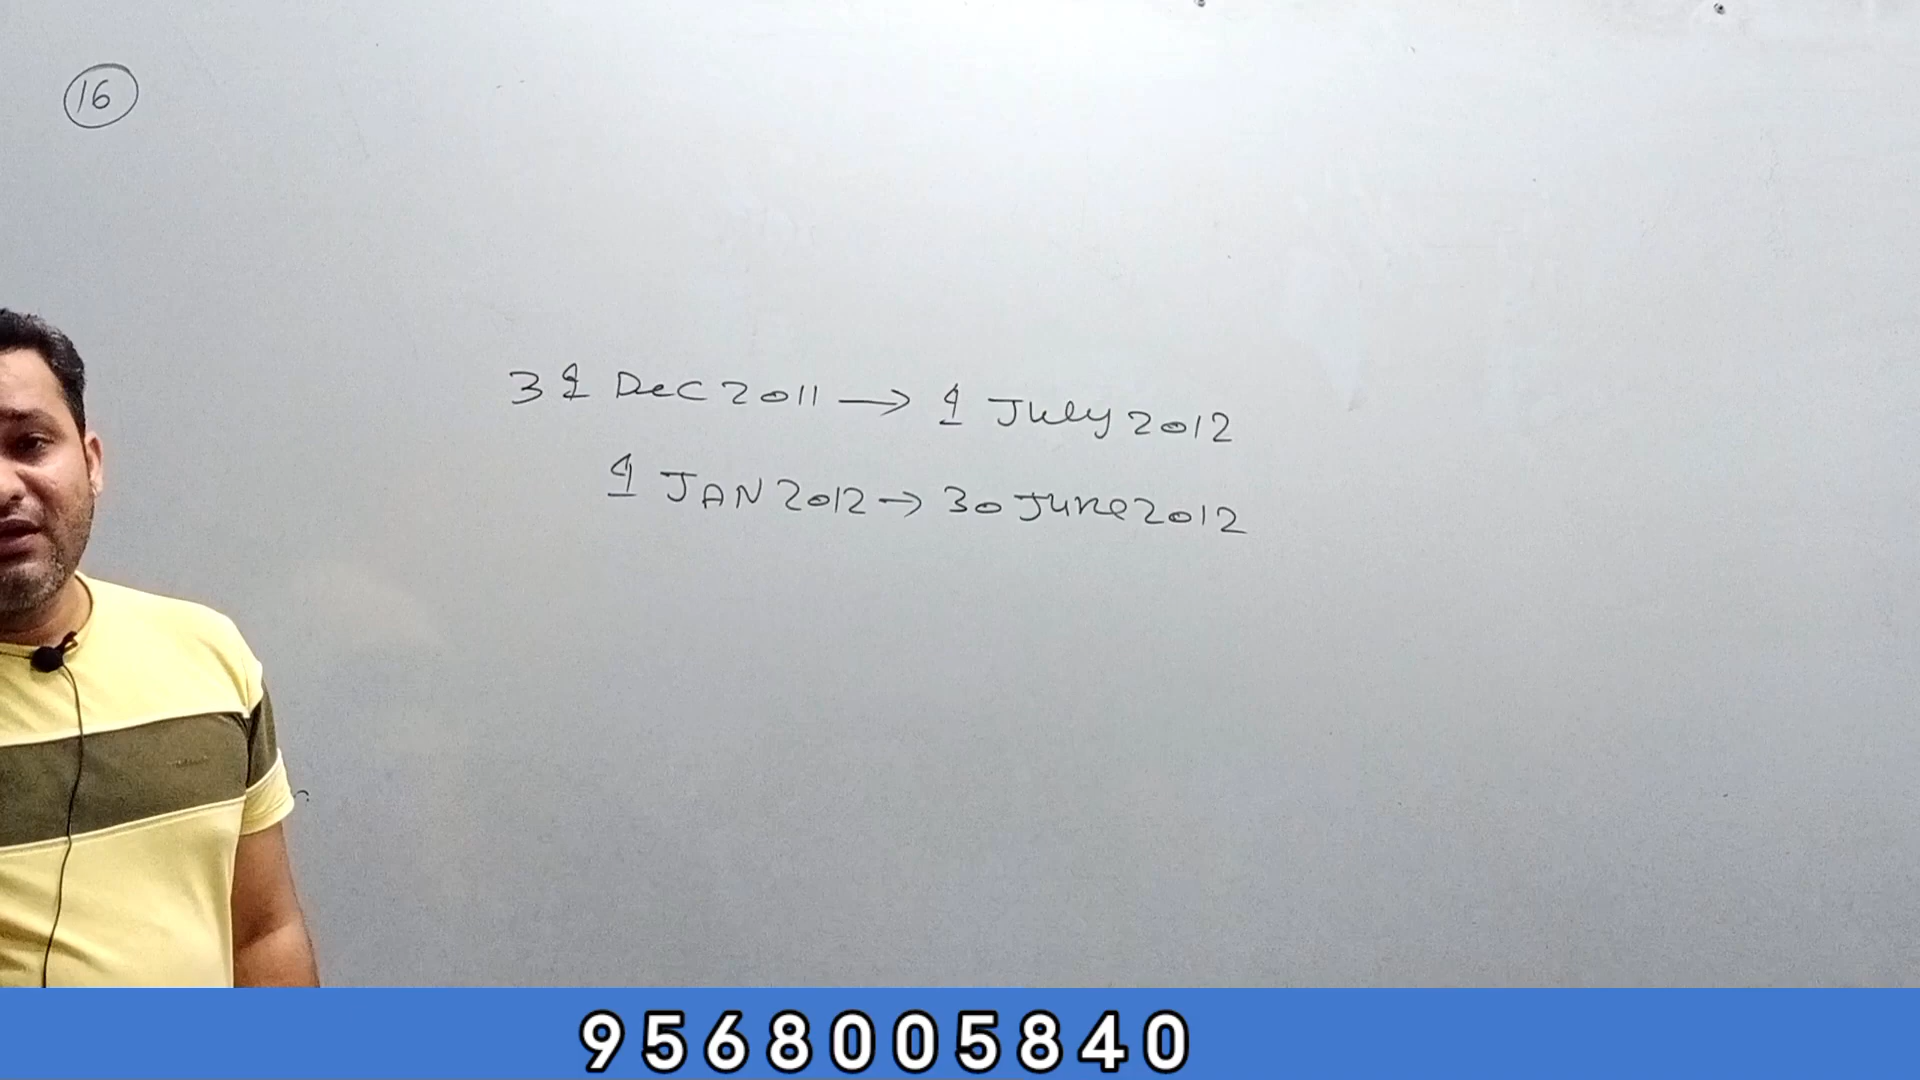 16
31 Dec 2011 → 1 July 2012
1 JAN 2012 → 30 June 2012
9568005840